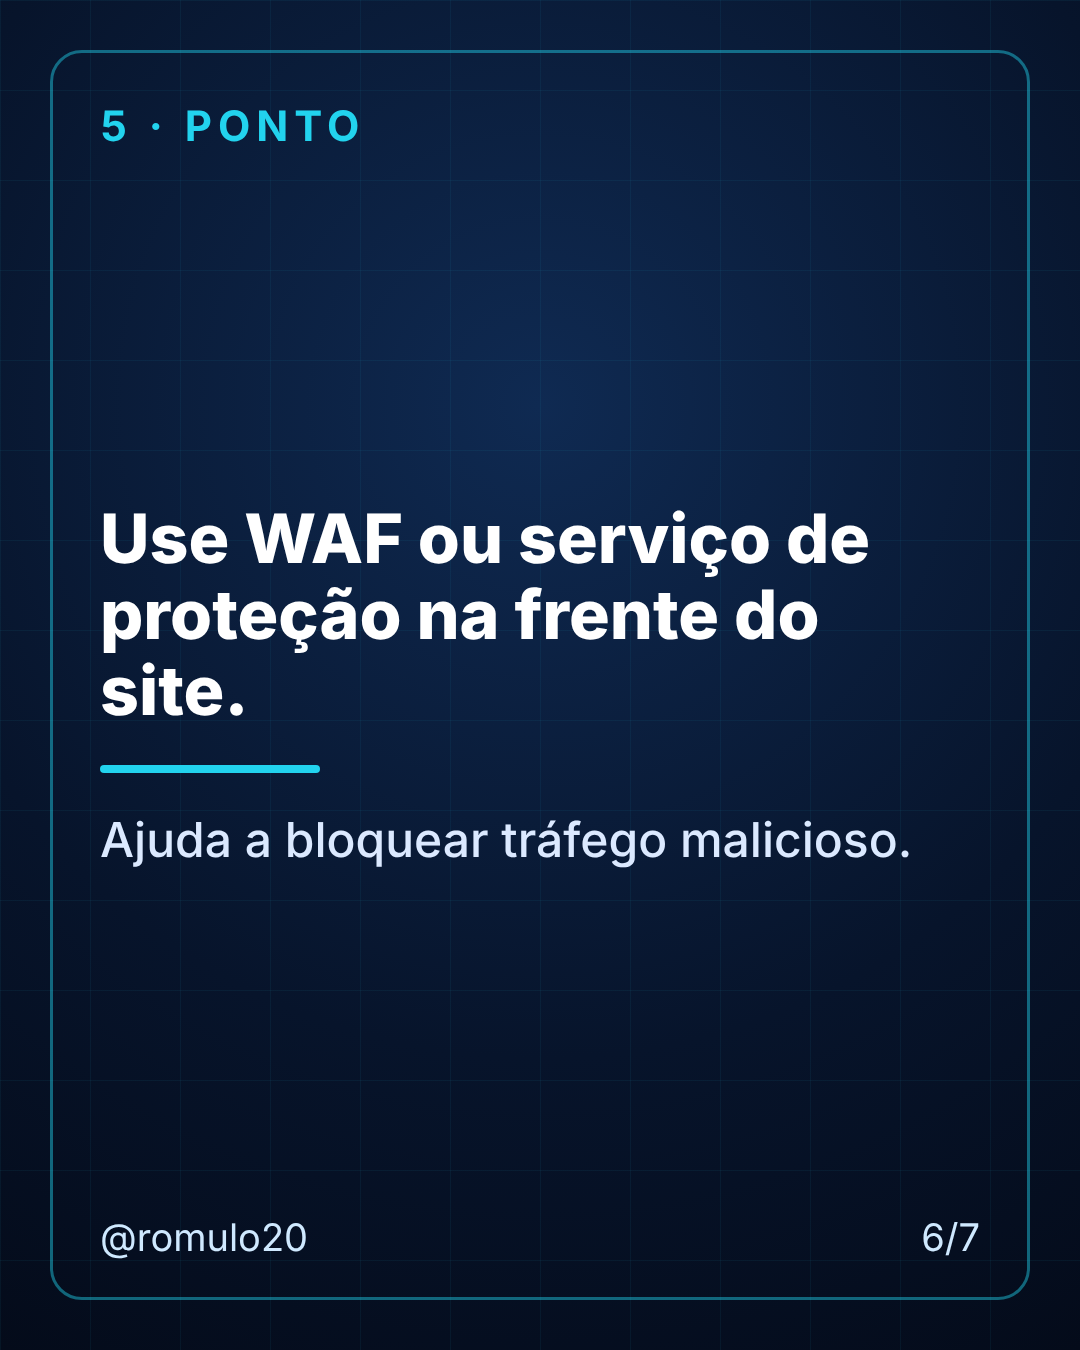 5 · PONTO
Use WAF ou serviço de
proteção na frente do
site.
Ajuda a bloquear tráfego malicioso.
@romulo20
6/7